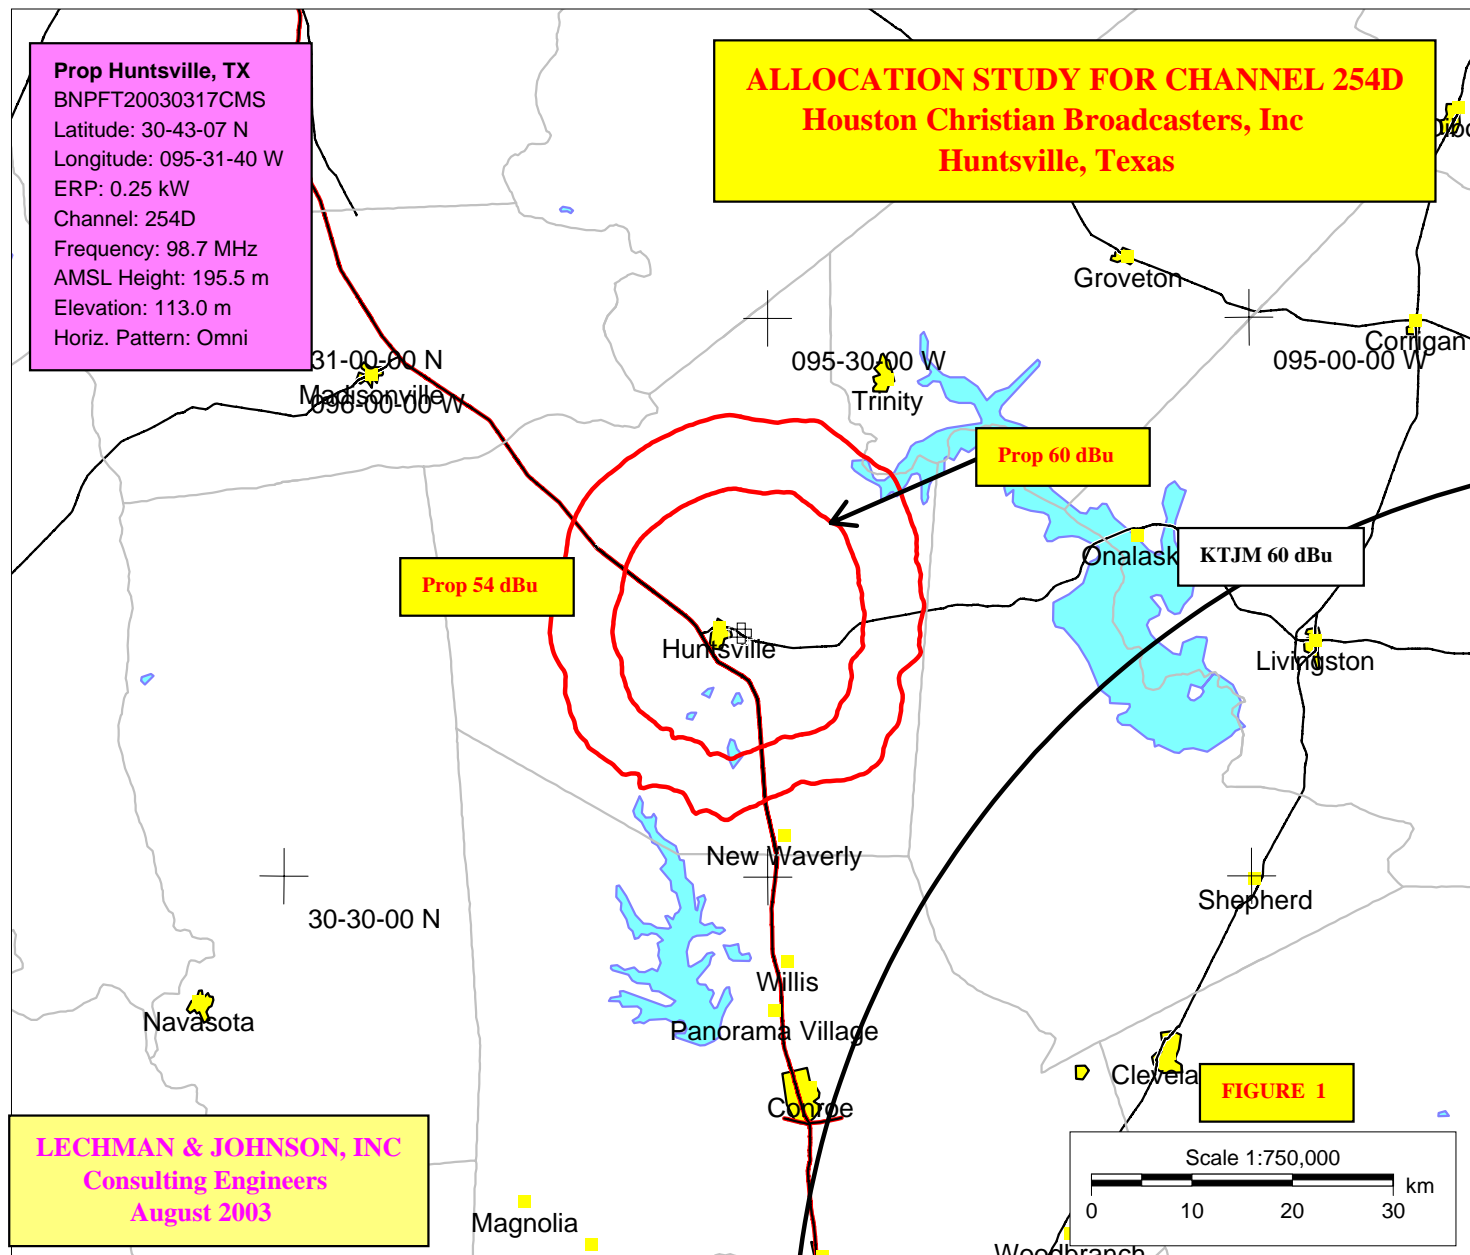 Prop Huntsville, TX
BNPFT20030317CMS
Latitude: 30-43-07 N
Longitude: 095-31-40 W
ERP: 0.25 kW
Channel: 254D
Frequency: 98.7 MHz
AMSL Height: 195.5 m
Elevation: 113.0 m
Horiz. Pattern: Omni
ALLOCATION STUDY FOR CHANNEL 254D
Houston Christian Broadcasters, Inc
Huntsville, Texas
Groveton
Corrigan
31-00-00 N
095-30-00 W
095-00-00 W
Madisonville
096-00-00 W
Trinity
Prop 60 dBu
Onalask
KTJM 60 dBu
Prop 54 dBu
Huntsville
Livingston
New Waverly
30-30-00 N
Shepherd
Willis
Navasota
Panorama Village
Clevela
FIGURE 1
Conroe
LECHMAN & JOHNSON, INC
Consulting Engineers
August 2003
Scale 1:750,000
km
0 10 20 30
Magnolia
Woodbranch